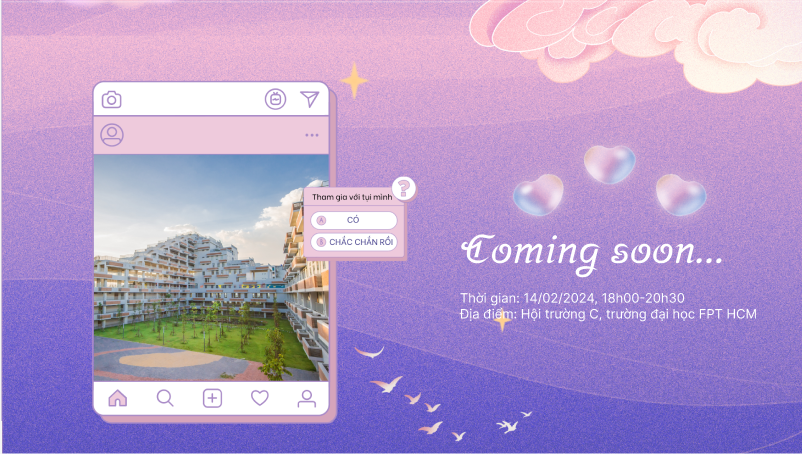 Tham gia với tụi mình
?
A CÓ
B CHẮC CHẮN RỒI
Coming soon...
Thời gian: 14/02/2024, 18h00-20h30
Địa điểm: Hội trường C, trường đại học FPT HCM